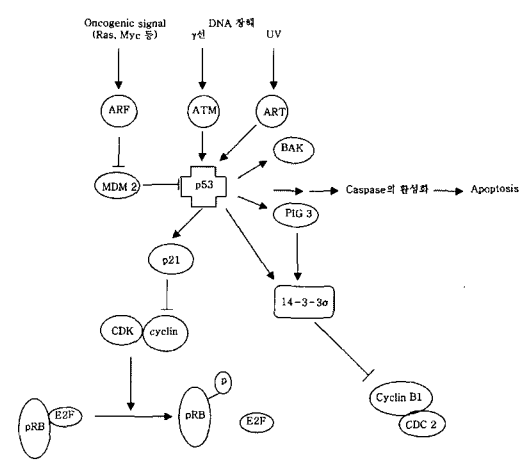 Oncogenic signal
(Ras, Myc 등)
DNA 장해
γ선
UV
ARF
ATM
ART
BAK
MDM 2
p53
Caspase의 활성화
Apoptosis
PIG 3
p21
14-3-3σ
CDK
cyclin
p
Cyclin B1
CDC 2
pRB
E2F
pRB
E2F